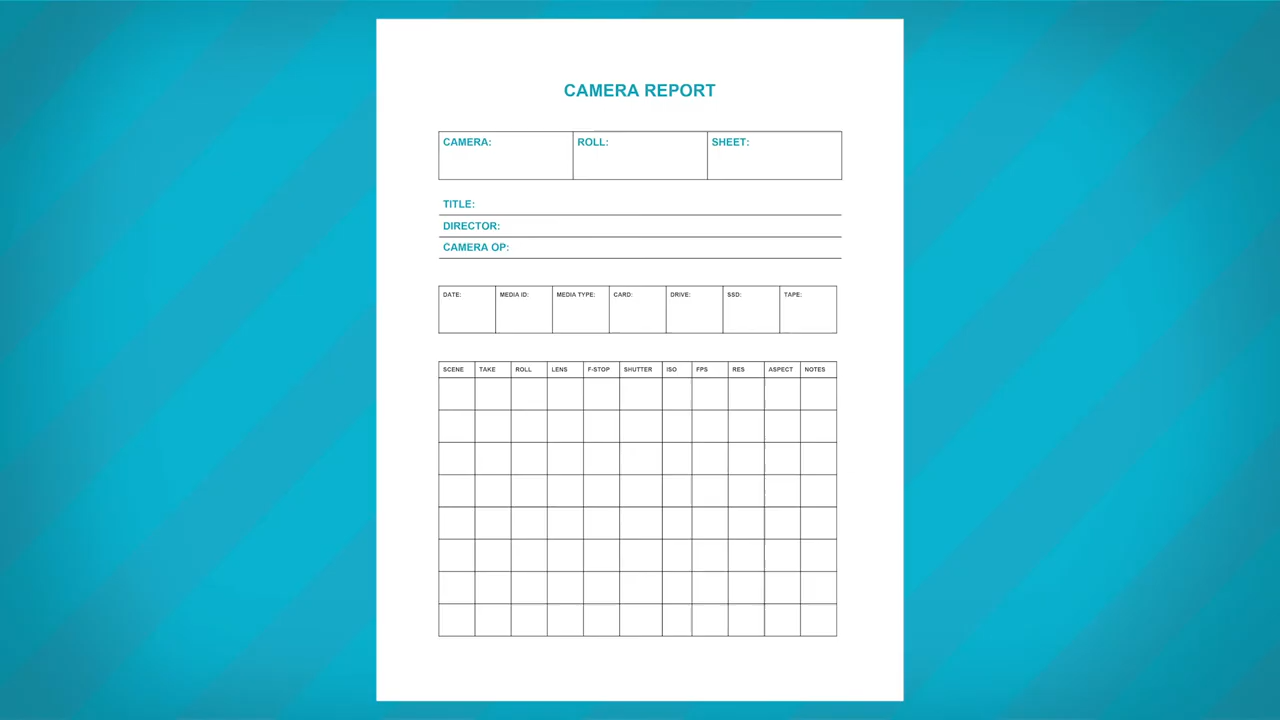 CAMERA REPORT
CAMERA: ROLL: SHEET:
TITLE:
DIRECTOR:
CAMERA OP:
DATE: MEDIA ID: MEDIA TYPE: CARD: DRIVE: SSD: TAPE:
SCENE TAKE ROLL LENS F-STOP SHUTTER ISO FPS RES ASPECT NOTES